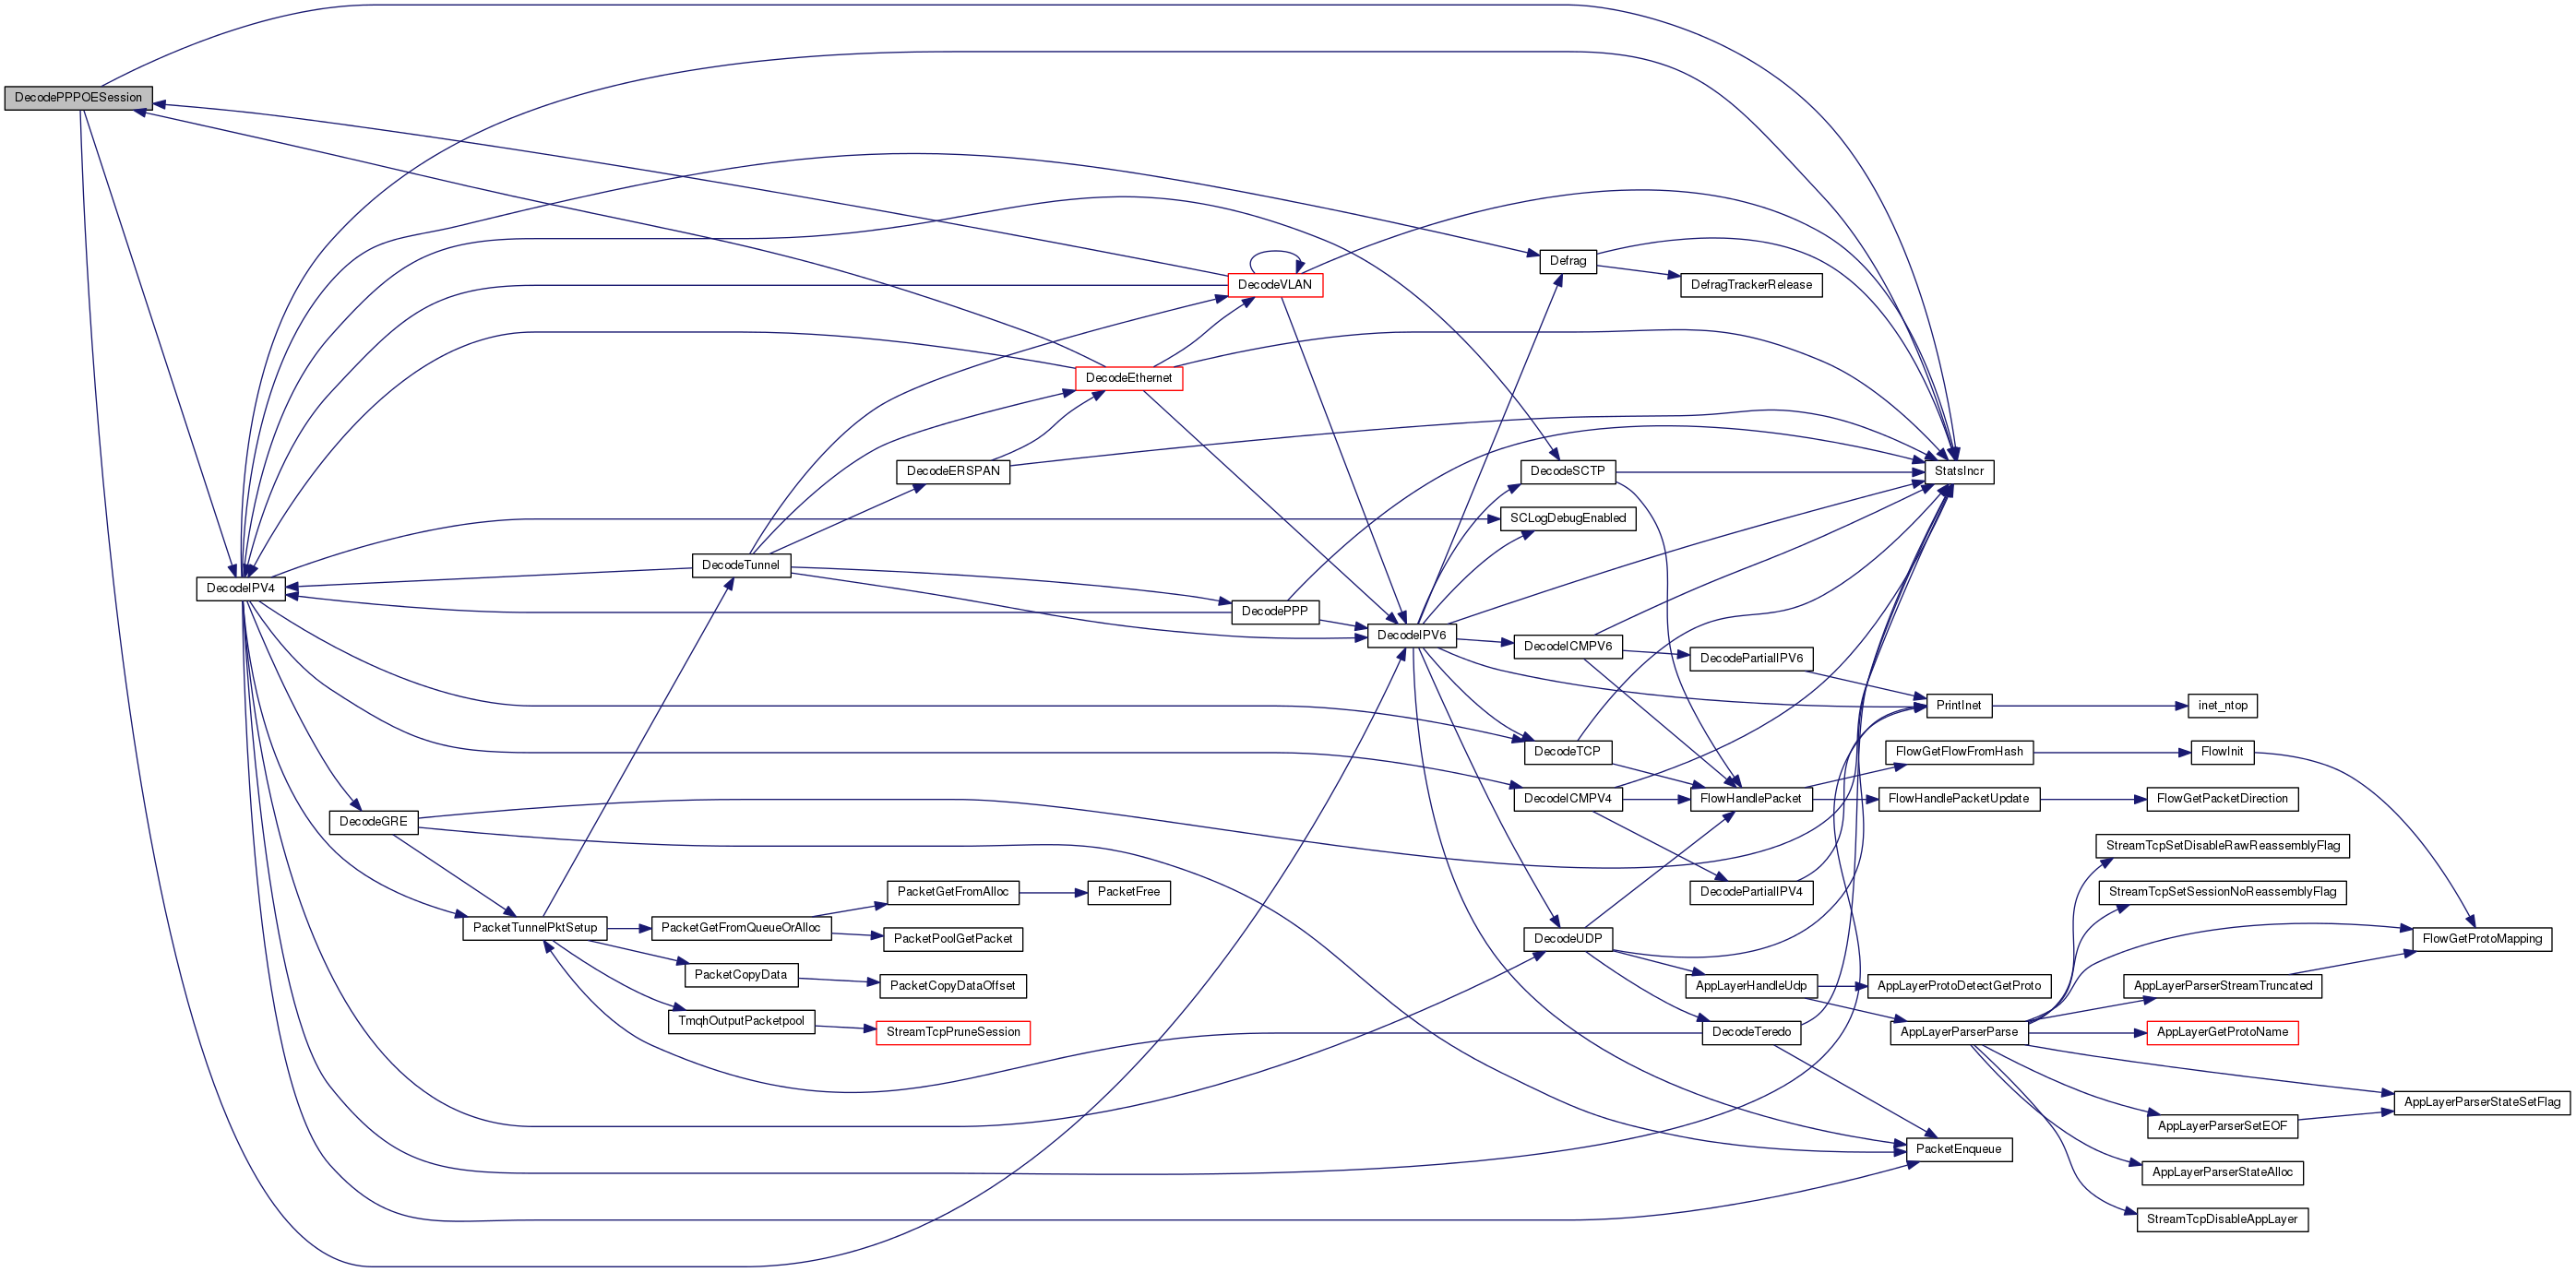 DecodePPPOESession
DecodeIPV4
DecodeGRE
PacketTunnelPktSetup
DecodeTunnel
PacketGetFromQueueOrAlloc
PacketCopyData
TmqhOutputPacketpool
DecodeERSPAN
PacketGetFromAlloc
PacketPoolGetPacket
PacketCopyDataOffset
StreamTcpPruneSession
DecodeEthernet
PacketFree
DecodeVLAN
DecodePPP
DecodeIPV6
Defrag
DecodeSCTP
SCLogDebugEnabled
DecodeICMPV6
DecodeTCP
DecodeICMPV4
DecodeUDP
DefragTrackerRelease
DecodePartialIPV6
FlowHandlePacket
DecodePartialIPV4
AppLayerHandleUdp
DecodeTeredo
StatsIncr
PrintInet
FlowGetFlowFromHash
FlowHandlePacketUpdate
AppLayerProtoDetectGetProto
AppLayerParserParse
PacketEnqueue
inet_ntop
FlowInit
FlowGetPacketDirection
StreamTcpSetDisableRawReassemblyFlag
StreamTcpSetSessionNoReassemblyFlag
AppLayerParserStreamTruncated
AppLayerGetProtoName
AppLayerParserSetEOF
AppLayerParserStateAlloc
StreamTcpDisableAppLayer
FlowGetProtoMapping
AppLayerParserStateSetFlag